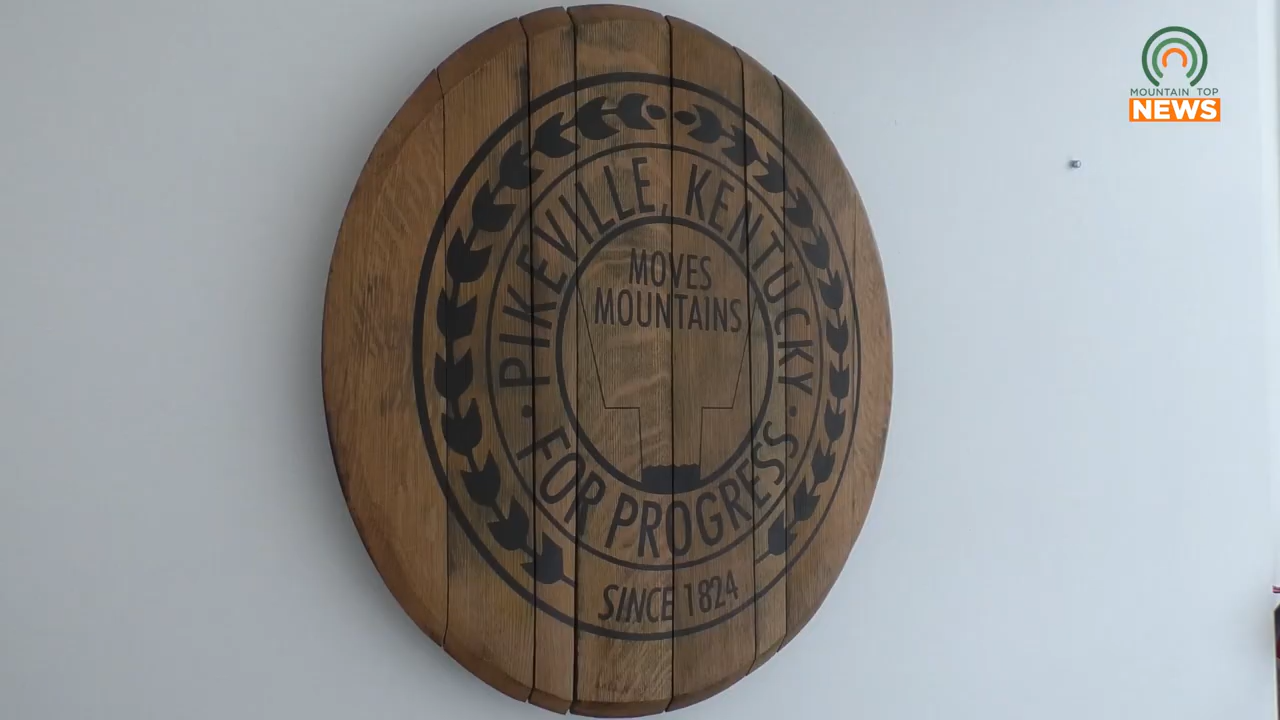 MOUNTAIN TOP
NEWS
PIKEVILLE, KENTUCKY
MOVES
MOUNTAINS
FOR PROGRESS
SINCE 1824